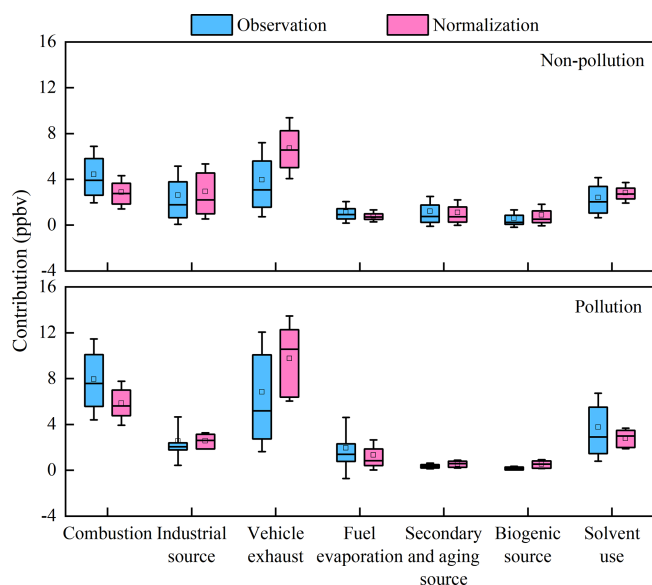 Observation Normalization
16
Non-pollution
12
8
4
0
-4
16
Pollution
12
8
4
0
-4
Contribution (ppbv)
Combustion Industrial Vehicle Fuel Secondary Biogenic Solvent
source exhaust evaporation and aging source use
source